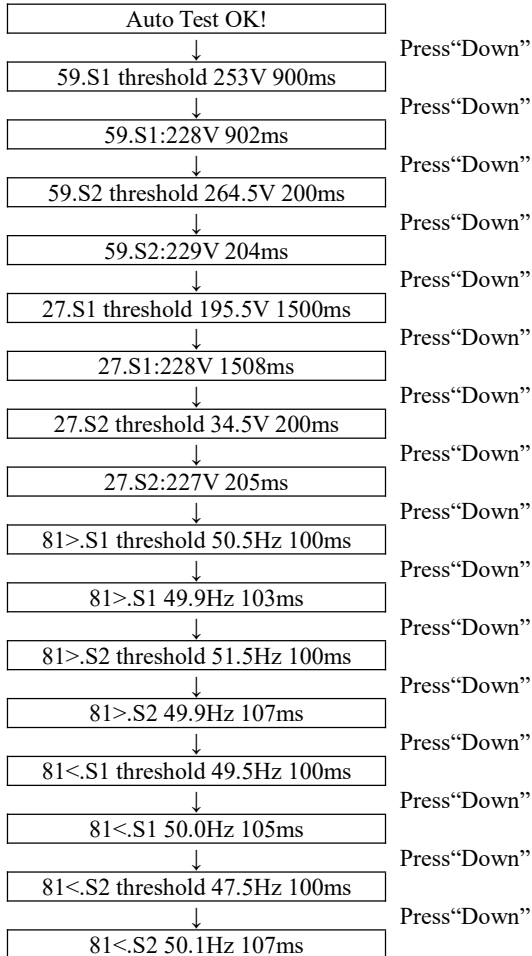 Auto Test OK!
↓ Press“Down”
59.S1 threshold 253V 900ms
↓ Press“Down”
59.S1:228V 902ms
↓ Press“Down”
59.S2 threshold 264.5V 200ms
↓ Press“Down”
59.S2:229V 204ms
↓ Press“Down”
27.S1 threshold 195.5V 1500ms
↓ Press“Down”
27.S1:228V 1508ms
↓ Press“Down”
27.S2 threshold 34.5V 200ms
↓ Press“Down”
27.S2:227V 205ms
↓ Press“Down”
81>.S1 threshold 50.5Hz 100ms
↓ Press“Down”
81>.S1 49.9Hz 103ms
↓ Press“Down”
81>.S2 threshold 51.5Hz 100ms
↓ Press“Down”
81>.S2 49.9Hz 107ms
↓ Press“Down”
81<.S1 threshold 49.5Hz 100ms
↓ Press“Down”
81<.S1 50.0Hz 105ms
↓ Press“Down”
81<.S2 threshold 47.5Hz 100ms
↓ Press“Down”
81<.S2 50.1Hz 107ms